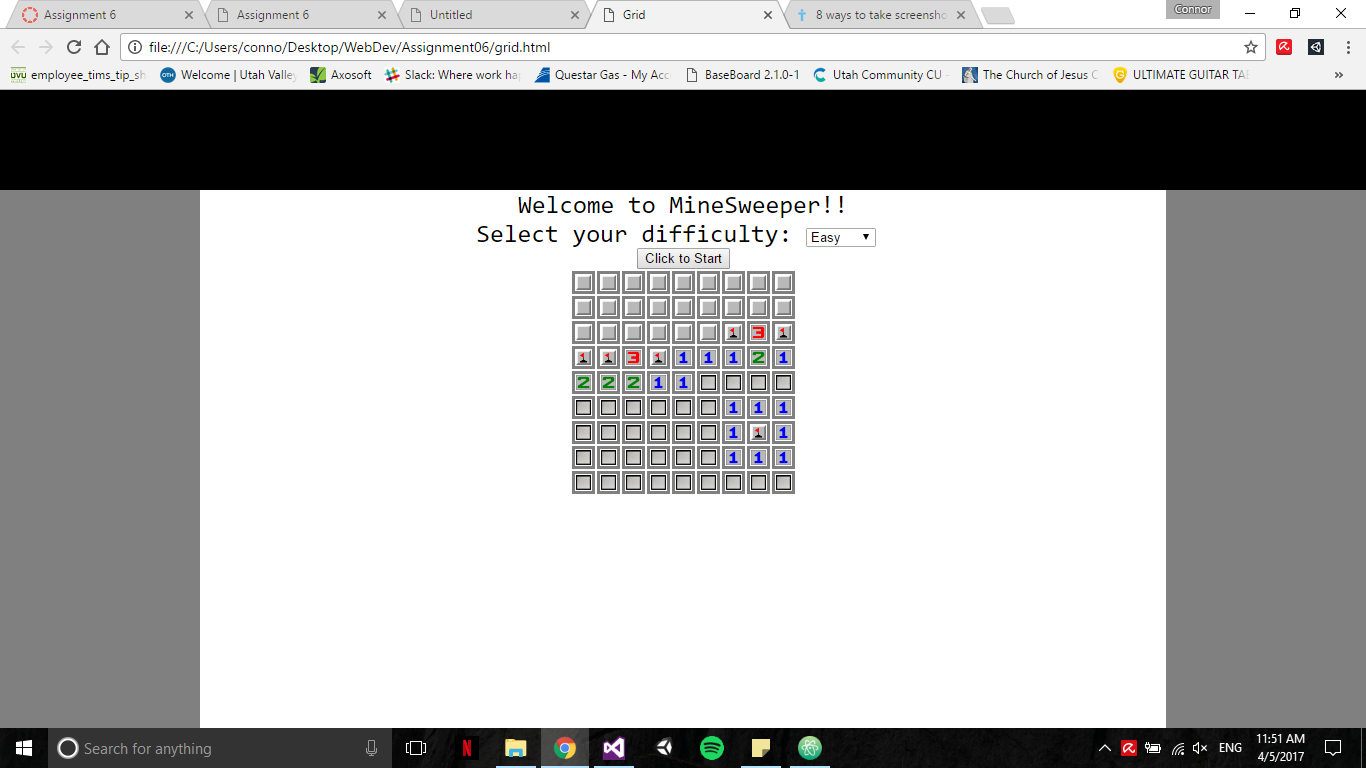 Assignment 6
Assignment 6
Untitled
Grid
8 ways to take screensho
Connor
file:///C:/Users/conno/Desktop/WebDev/Assignment06/grid.html
UVU employee_tims_tip_sh
OTH Welcome | Utah Valley
Axosoft
Slack: Where work ha
Questar Gas - My Acc
BaseBoard 2.1.0-1
Utah Community CU -
The Church of Jesus C
ULTIMATE GUITAR TAB
»
Welcome to MineSweeper!!
Select your difficulty: Easy
Click to Start
1 3 1
1 1 3 1 1 1 1 2 1
2 2 2 1 1
1 1 1
1 1 1
1 1 1
Search for anything
N
ENG
11:51 AM
4/5/2017